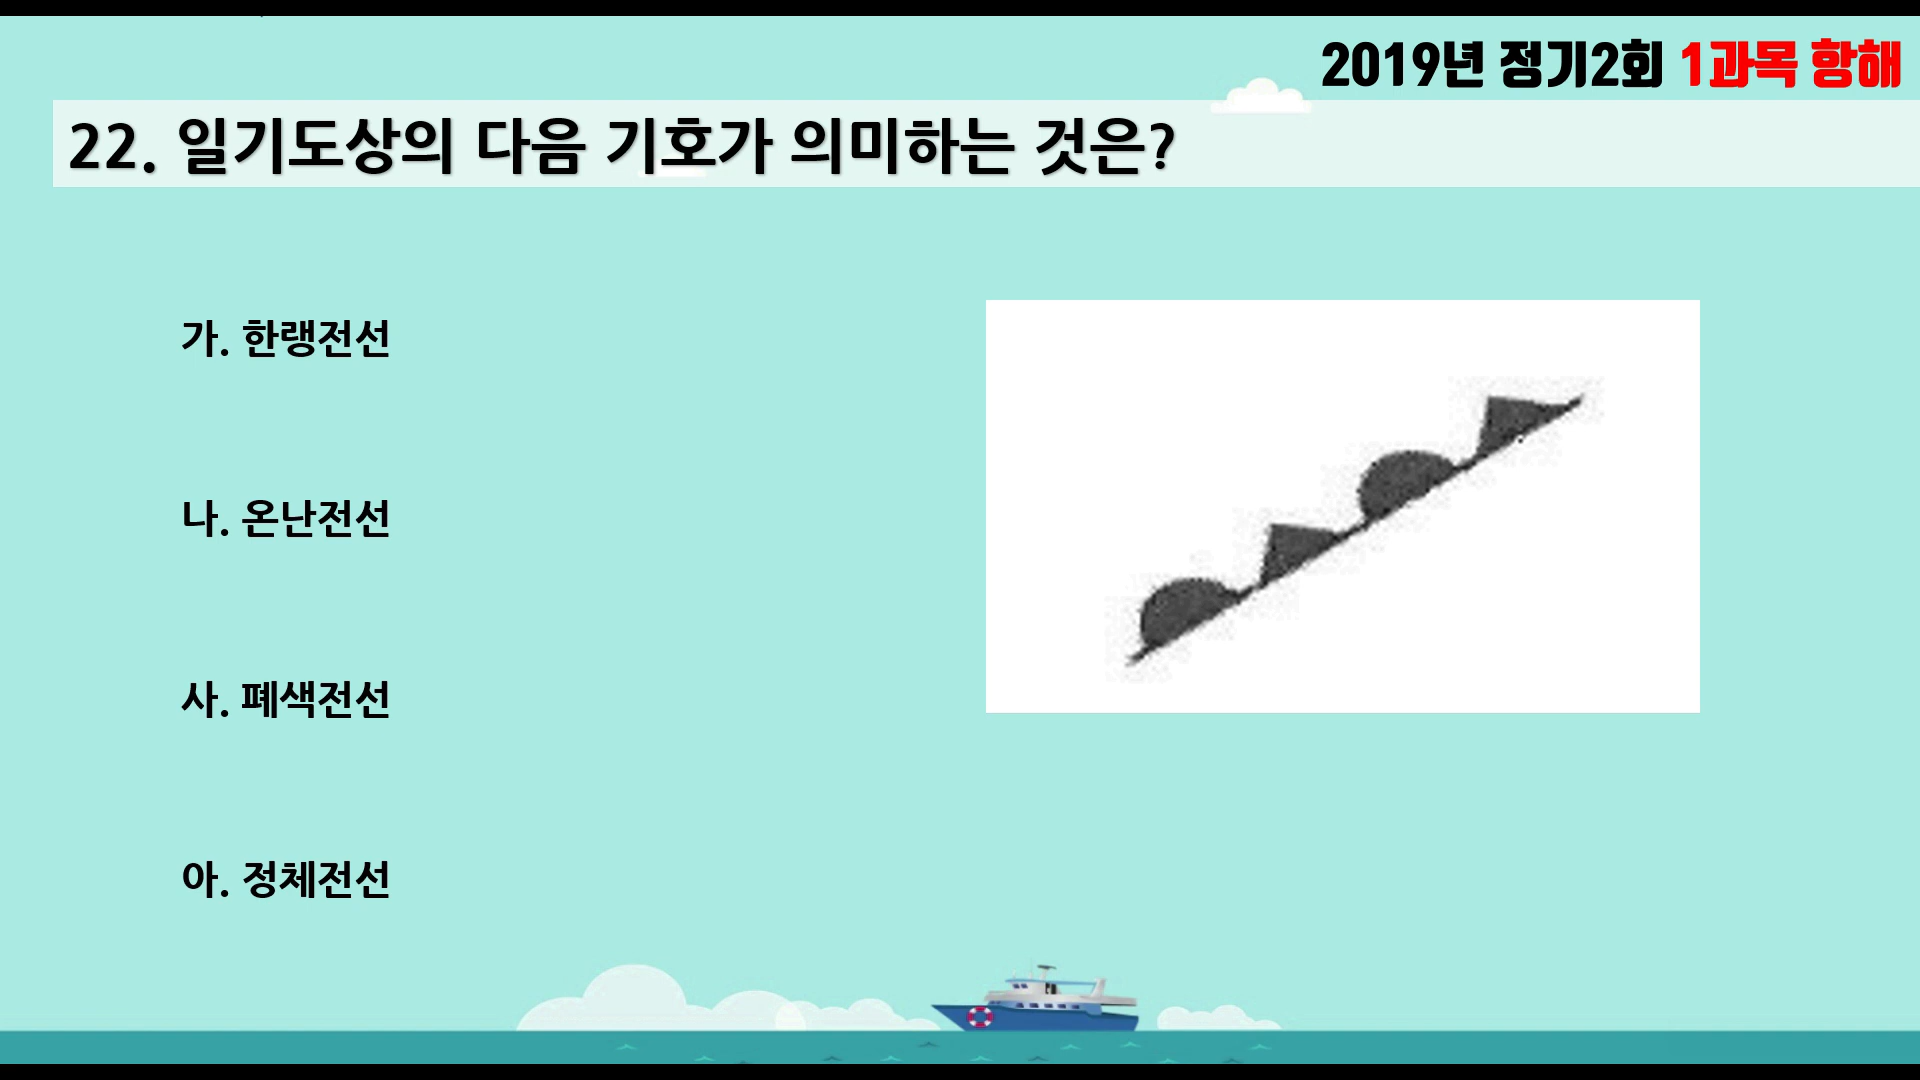 2019년 정기2회 1과목 항해
22. 일기도상의 다음 기호가 의미하는 것은?
가. 한랭전선
나. 온난전선
사. 폐색전선
아. 정체전선